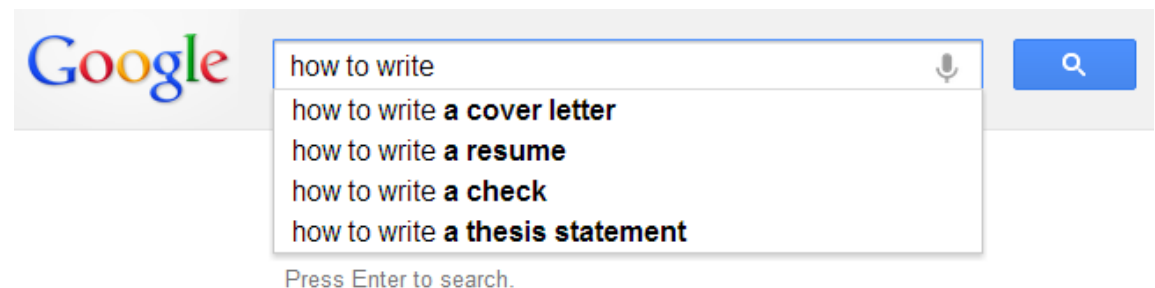 Google
how to write
how to write a cover letter
how to write a resume
how to write a check
how to write a thesis statement
Press Enter to search.